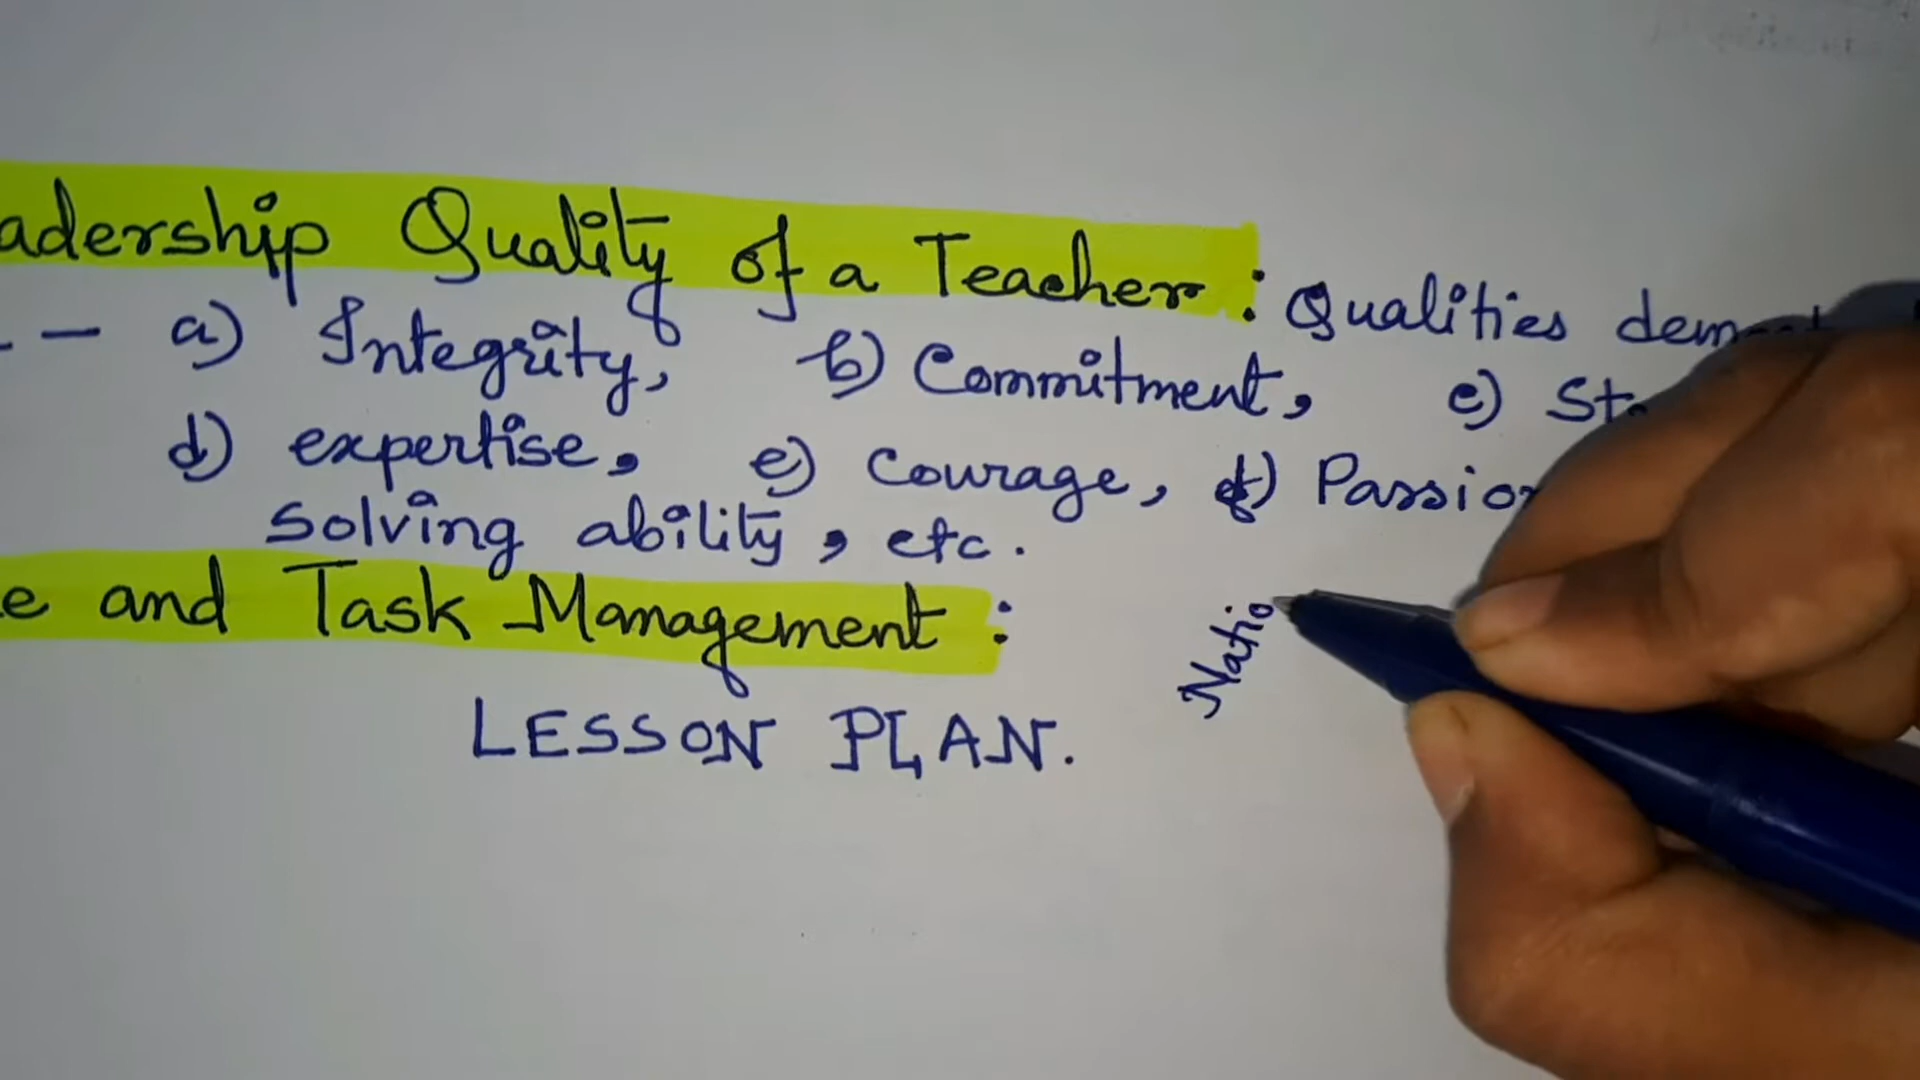 adership Quality of a Teacher : Qualities dem
- - a) Integrity, b) Commitment, c) St
d) expertise, e) Courage, f) Passion
solving ability, etc.
e and Task Management :
LESSON PLAN.
Natio